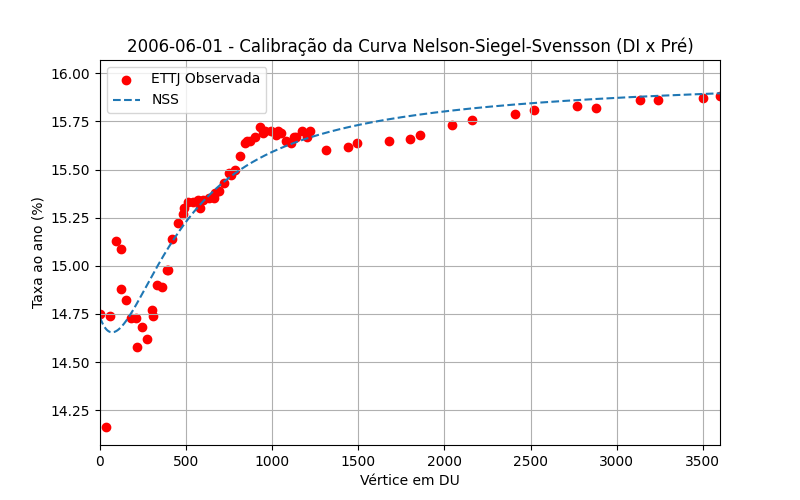 2006-06-01 - Calibração da Curva Nelson-Siegel-Svensson (DI x Pré)
16.00
15.75
15.50
15.25
15.00
14.75
14.50
14.25
Taxa ao ano (%)
ETTJ Observada
NSS
0 500 1000 1500 2000 2500 3000 3500
Vértice em DU